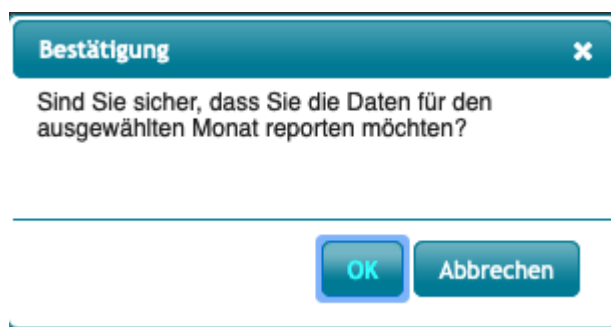 Bestätigung
Sind Sie sicher, dass Sie die Daten für den
ausgewählten Monat reporten möchten?
OK
Abbrechen